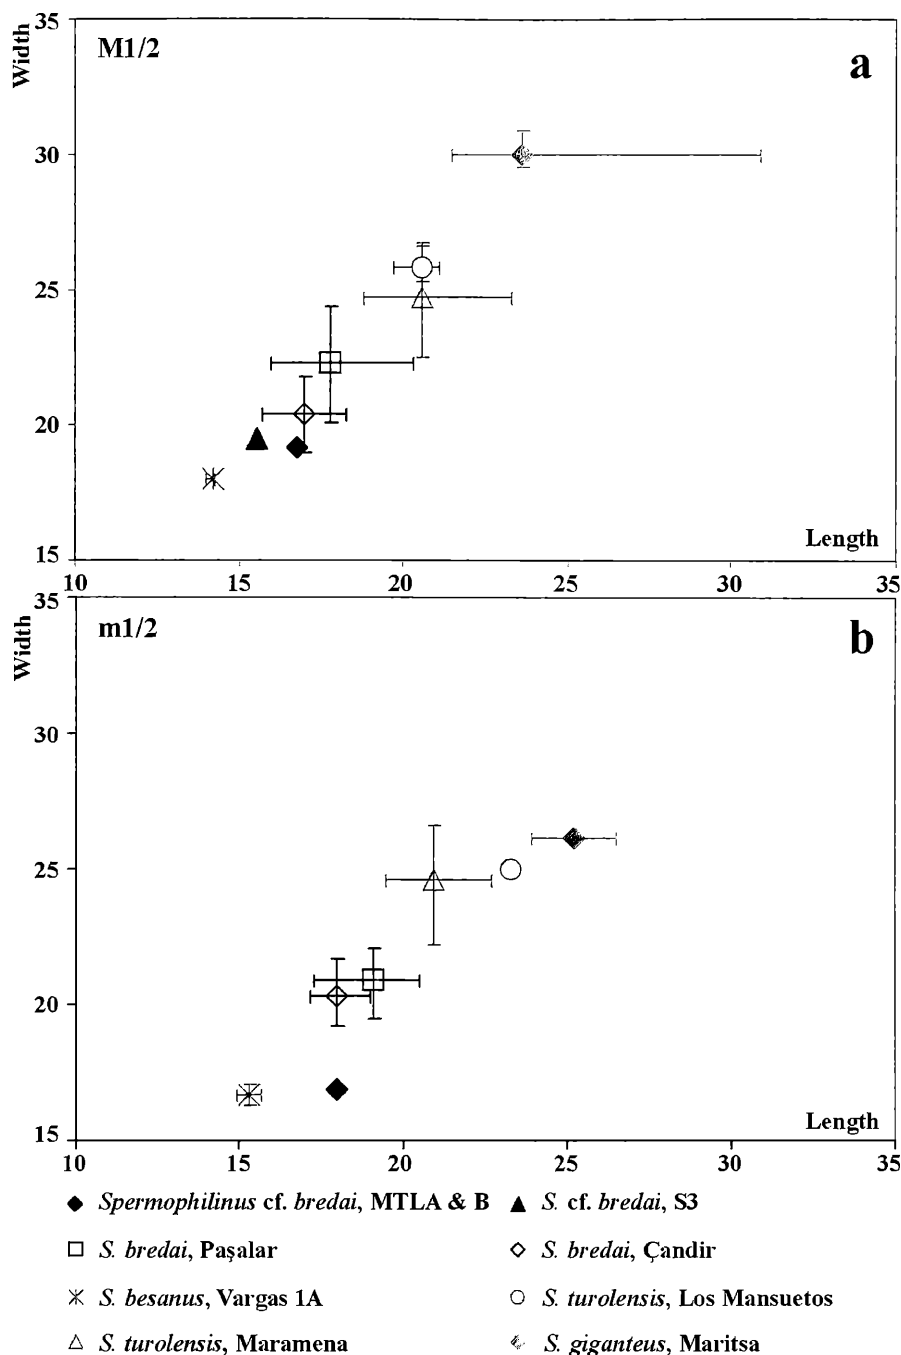 35
Width
M1/2
a
30
25
20
15
Length
10 15 20 25 30 35
35
Width
m1/2
b
30
25
20
15
Length
10 15 20 25 30 35
Spermophilinus cf. bredai, MTLA & B
S. cf. bredai, S3
S. bredai, Paşalar
S. bredai, Çandir
S. besanus, Vargas 1A
S. turolensis, Los Mansuetos
S. turolensis, Maramena
S. giganteus, Maritsa